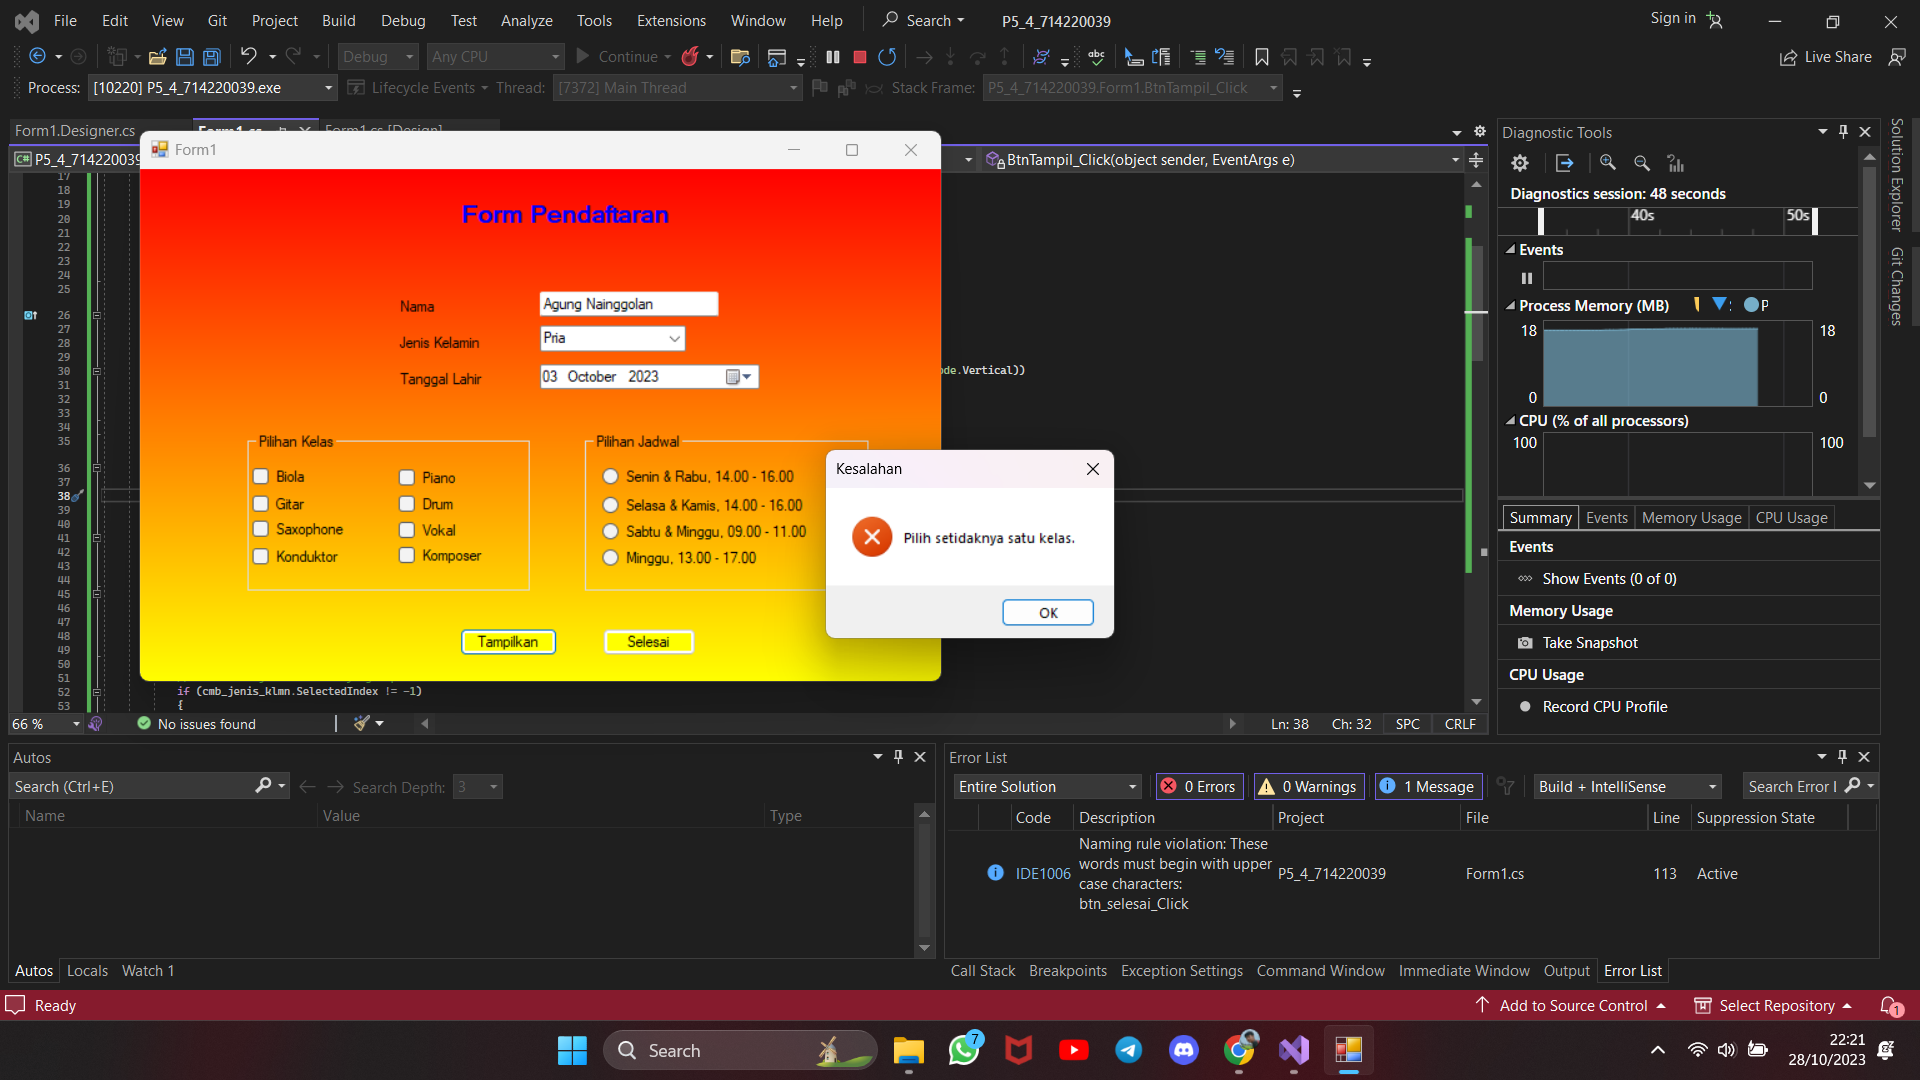 File Edit View Git Project Build Debug Test Analyze Tools Extensions Window Help Search P5_4_714220039 Sign in
Debug Any CPU Continue Live Share
Process: [10220] P5_4_714220039.exe Lifecycle Events Thread: [7372] Main Thread Stack Frame: P5_4_714220039.Form1.BtnTampil_Click
Form1.Designer.cs Form1.cs Form1.cs [Design]
P5_4_714220039 BtnTampil_Click(object sender, EventArgs e)
Form1
Form Pendaftaran
Nama Agung Nainggolan
Jenis Kelamin Pria
Tanggal Lahir 03 October 2023
Pilihan Kelas
Biola Piano
Gitar Drum
Saxophone Vokal
Konduktor Komposer
Pilihan Jadwal
Senin & Rabu, 14.00 - 16.00
Selasa & Kamis, 14.00 - 16.00
Sabtu & Minggu, 09.00 - 11.00
Minggu, 13.00 - 17.00
Tampilkan Selesai
Kesalahan
Pilih setidaknya satu kelas.
OK
17
18
19
20
21
22
23
24
25
26
27
28
29
30 ode.Vertical))
31
32
33
34
35
36
37
38
39
40
41
42
43
44
45
46
47
48
49
50
51
52 if (cmb_jenis_klmn.SelectedIndex != -1)
53 {
66 % No issues found Ln: 38 Ch: 32 SPC CRLF
Diagnostic Tools
Diagnostics session: 48 seconds
40s 50s
Events
Process Memory (MB) P
18 18
0 0
CPU (% of all processors)
100 100
Summary Events Memory Usage CPU Usage
Events
Show Events (0 of 0)
Memory Usage
Take Snapshot
CPU Usage
Record CPU Profile
Solution Explorer
Git Changes
Autos
Search (Ctrl+E) Search Depth: 3
Name Value Type
Autos Locals Watch 1
Error List
Entire Solution 0 Errors 0 Warnings 1 Message Build + IntelliSense Search Error l
Code Description Project File Line Suppression State
IDE1006 Naming rule violation: These words must begin with upper case characters: btn_selesai_Click P5_4_714220039 Form1.cs 113 Active
Call Stack Breakpoints Exception Settings Command Window Immediate Window Output Error List
Ready Add to Source Control Select Repository 1
Search 7 22:21
28/10/2023